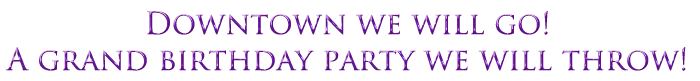 Downtown we will go!
A grand birthday party we will throw!